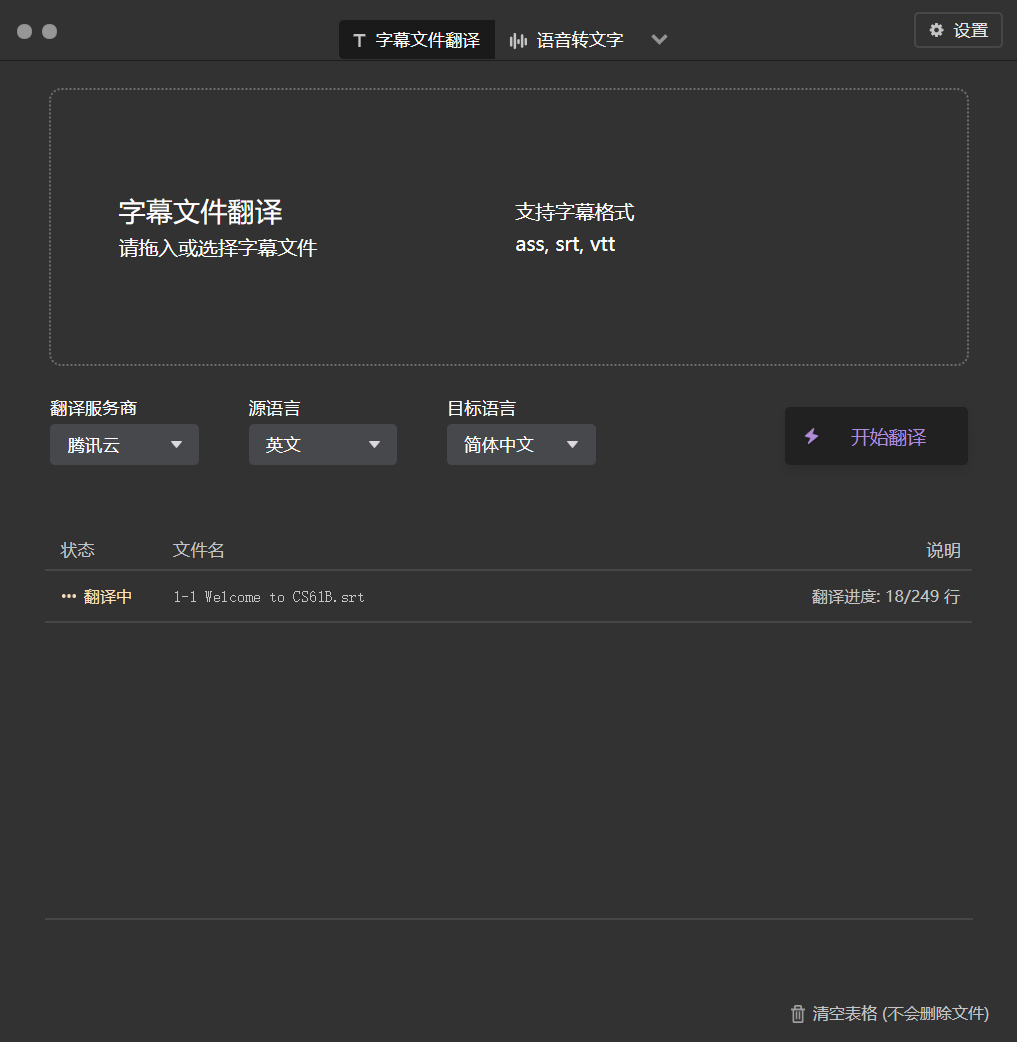 T 字幕文件翻译 语音转文字 设置
字幕文件翻译
请拖入或选择字幕文件
支持字幕格式
ass, srt, vtt
翻译服务商 源语言 目标语言
腾讯云 英文 简体中文 开始翻译
状态 文件名 说明
··· 翻译中 1-1 Welcome to CS61B.srt 翻译进度: 18/249 行
清空表格 (不会删除文件)